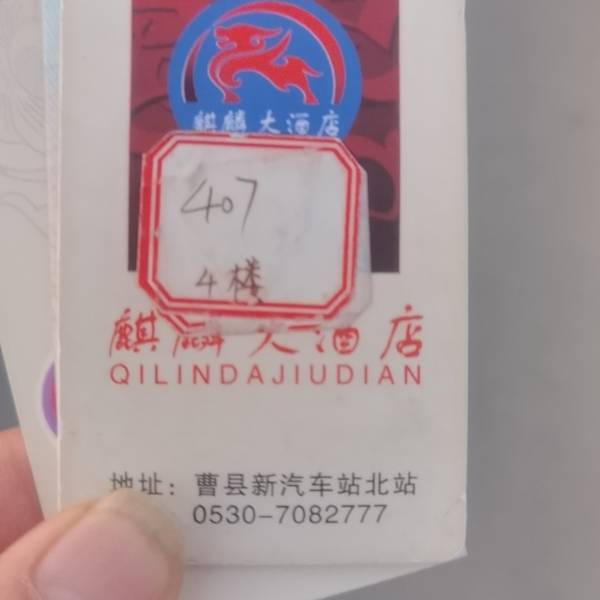 麒麟大酒店
407
4楼
麒麟大酒店
QILINDAJIUDIAN
地址：曹县新汽车站北站
0530-7082777